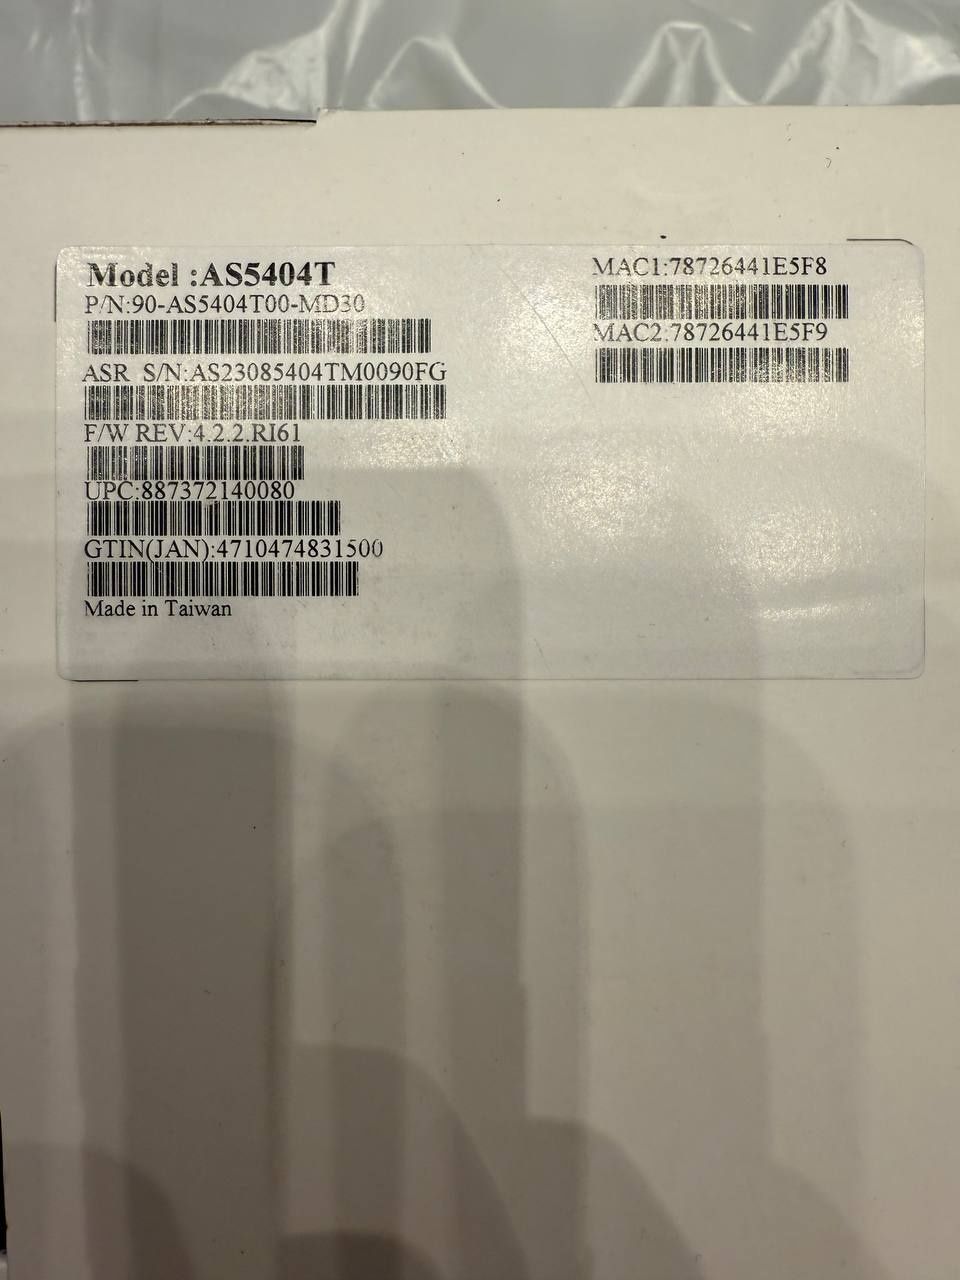 Model :AS5404T
P/N:90-AS5404T00-MD30
ASR S/N:AS23085404TM0090FG
F/W REV:4.2.2.RI61
UPC:887372140080
GTIN(JAN):4710474831500
Made in Taiwan
MAC1:78726441E5F8
MAC2:78726441E5F9